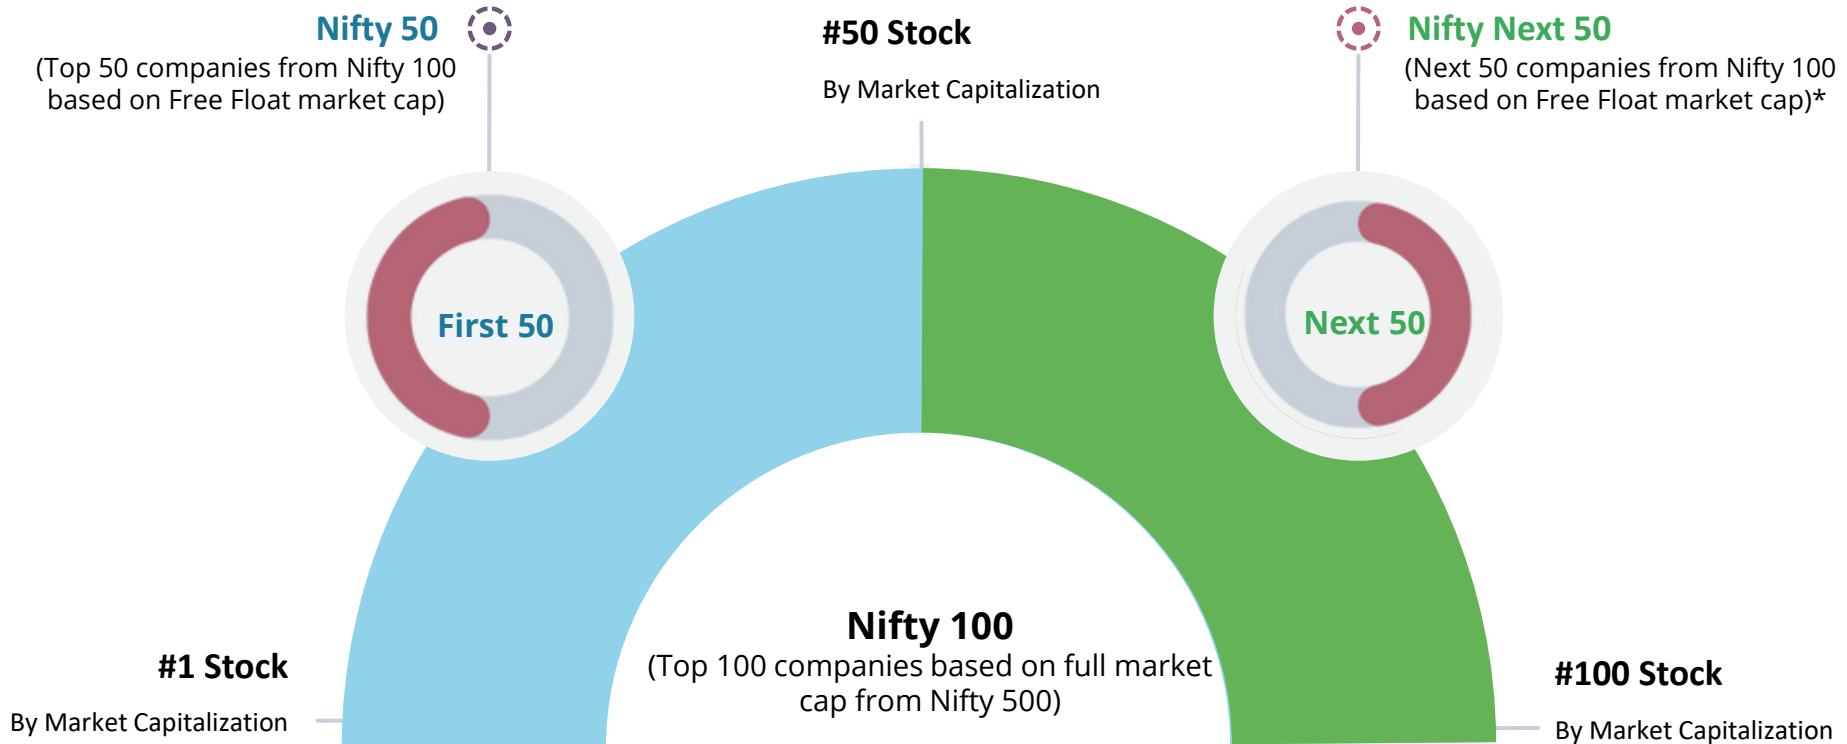 Nifty 50
(Top 50 companies from Nifty 100
based on Free Float market cap)
#50 Stock
By Market Capitalization
Nifty Next 50
(Next 50 companies from Nifty 100
based on Free Float market cap)*
First 50
Next 50
Nifty 100
(Top 100 companies based on full market
cap from Nifty 500)
#1 Stock
By Market Capitalization
#100 Stock
By Market Capitalization